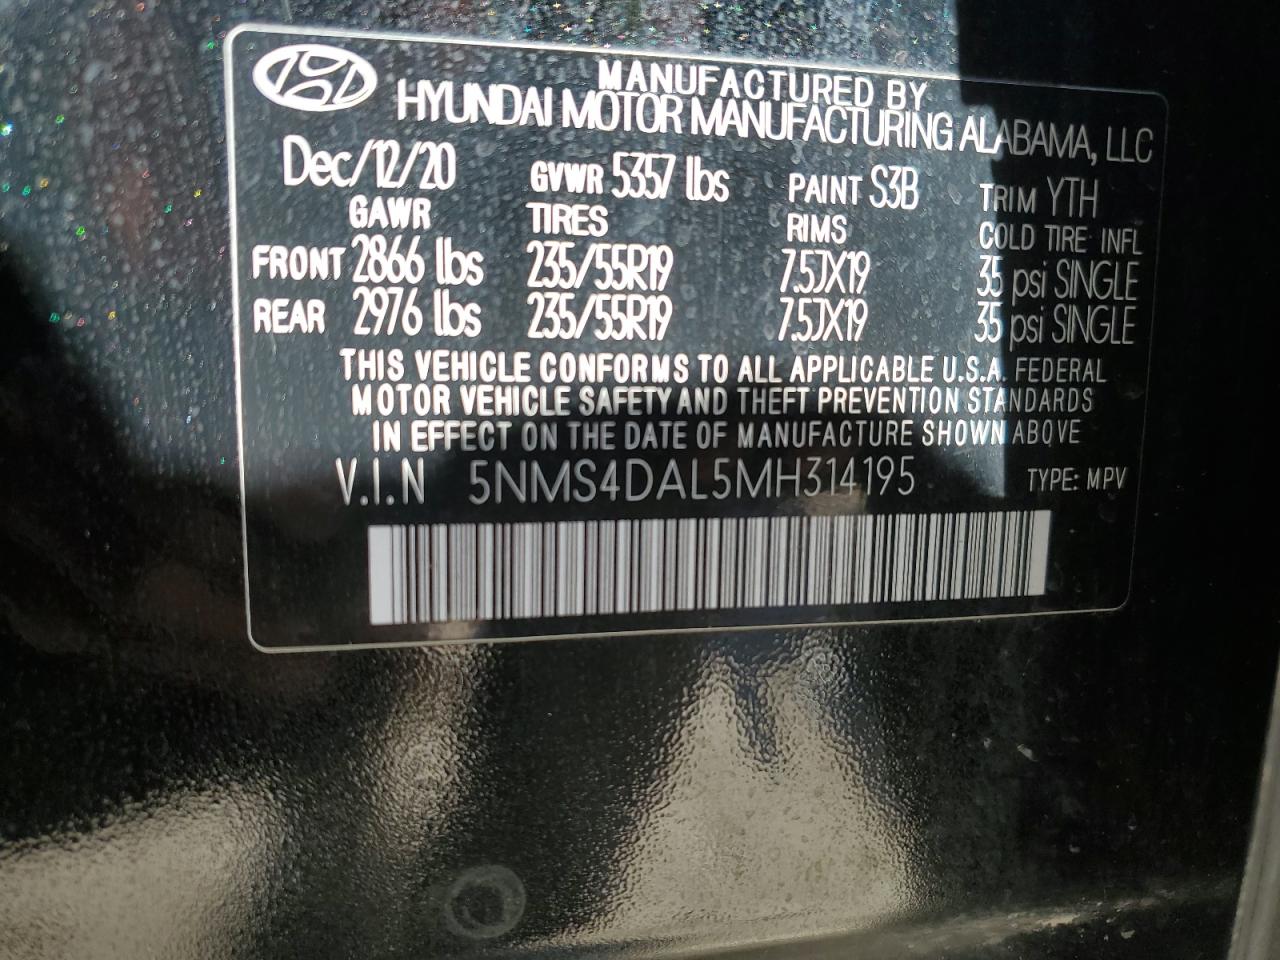 MANUFACTURED BY
HYUNDAI MOTOR MANUFACTURING ALABAMA, LLC
Dec/12/20 GVWR 5357 lbs PAINT S3B TRIM YTH
GAWR TIRES RIMS COLD TIRE INFL
FRONT 2866 lbs 235/55R19 7.5JX19 35 psi SINGLE
REAR 2976 lbs 235/55R19 7.5JX19 35 psi SINGLE
THIS VEHICLE CONFORMS TO ALL APPLICABLE U.S.A. FEDERAL
MOTOR VEHICLE SAFETY AND THEFT PREVENTION STANDARDS
IN EFFECT ON THE DATE OF MANUFACTURE SHOWN ABOVE
V.I.N 5NMS4DAL5MH314195 TYPE: MPV